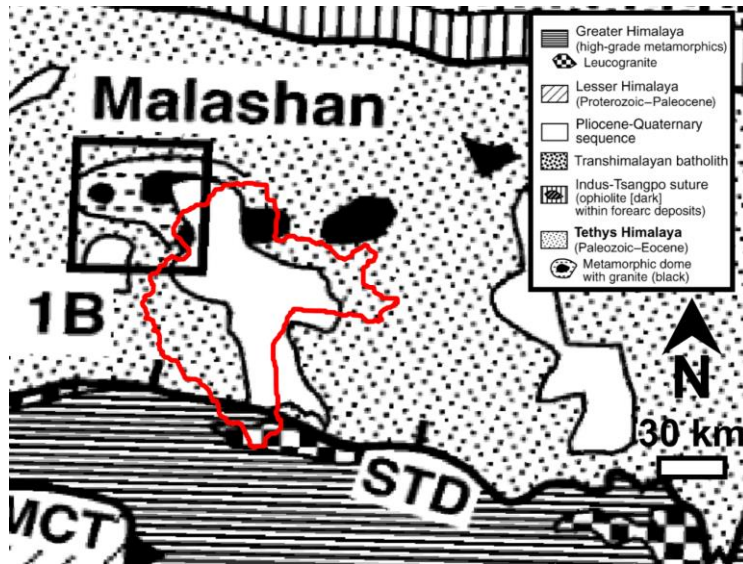 Malashan
1B
MCT
STD
Greater Himalaya
(high-grade metamorphics)
Leucogranite
Lesser Himalaya
(Proterozoic–Paleocene)
Pliocene-Quaternary
sequence
Transhimalayan batholith
Indus-Tsangpo suture
(ophiolite [dark]
within forearc deposits)
Tethys Himalaya
(Paleozoic–Eocene)
Metamorphic dome
with granite (black)
N
30 km